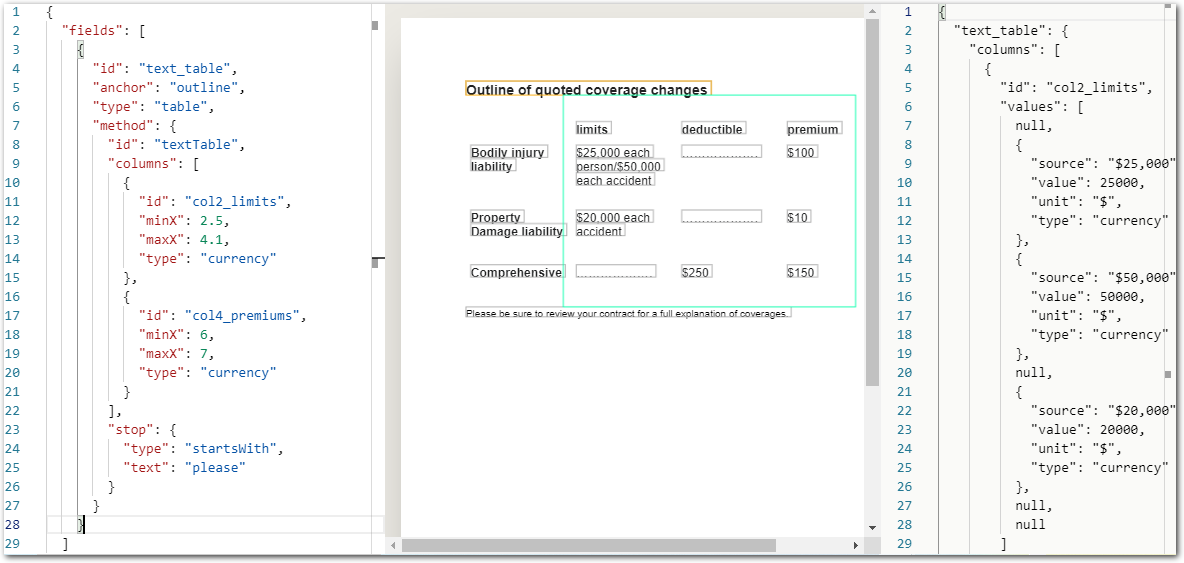 1 {
2 "fields": [
3 {
4 "id": "text_table",
5 "anchor": "outline",
6 "type": "table",
7 "method": {
8 "id": "textTable",
9 "columns": [
10 {
11 "id": "col2_limits",
12 "minX": 2.5,
13 "maxX": 4.1,
14 "type": "currency"
15 },
16 {
17 "id": "col4_premiums",
18 "minX": 6,
19 "maxX": 7,
20 "type": "currency"
21 }
22 ],
23 "stop": {
24 "type": "startsWith",
25 "text": "please"
26 }
27 }
28 }
29 ]
Outline of quoted coverage changes
limits deductible premium
Bodily injury $25,000 each ................... $100
liability person/$50,000
each accident
Property $20,000 each ................... $10
Damage liability accident
Comprehensive ................... $250 $150
Please be sure to review your contract for a full explanation of coverages.
1 {
2 "text_table": {
3 "columns": [
4 {
5 "id": "col2_limits",
6 "values": [
7 null,
8 {
9 "source": "$25,000"
10 "value": 25000,
11 "unit": "$",
12 "type": "currency"
13 },
14 {
15 "source": "$50,000"
16 "value": 50000,
17 "unit": "$",
18 "type": "currency"
19 },
20 null,
21 {
22 "source": "$20,000"
23 "value": 20000,
24 "unit": "$",
25 "type": "currency"
26 },
27 null,
28 null
29 ]